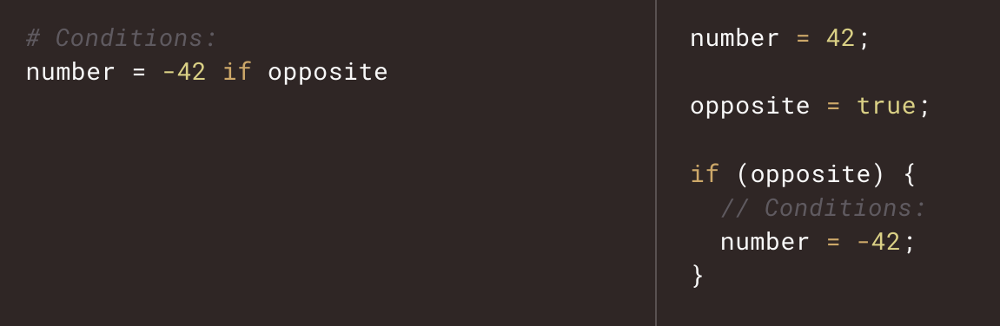 # Conditions:
number = -42 if opposite
number = 42;
opposite = true;
if (opposite) {
  // Conditions:
  number = -42;
}